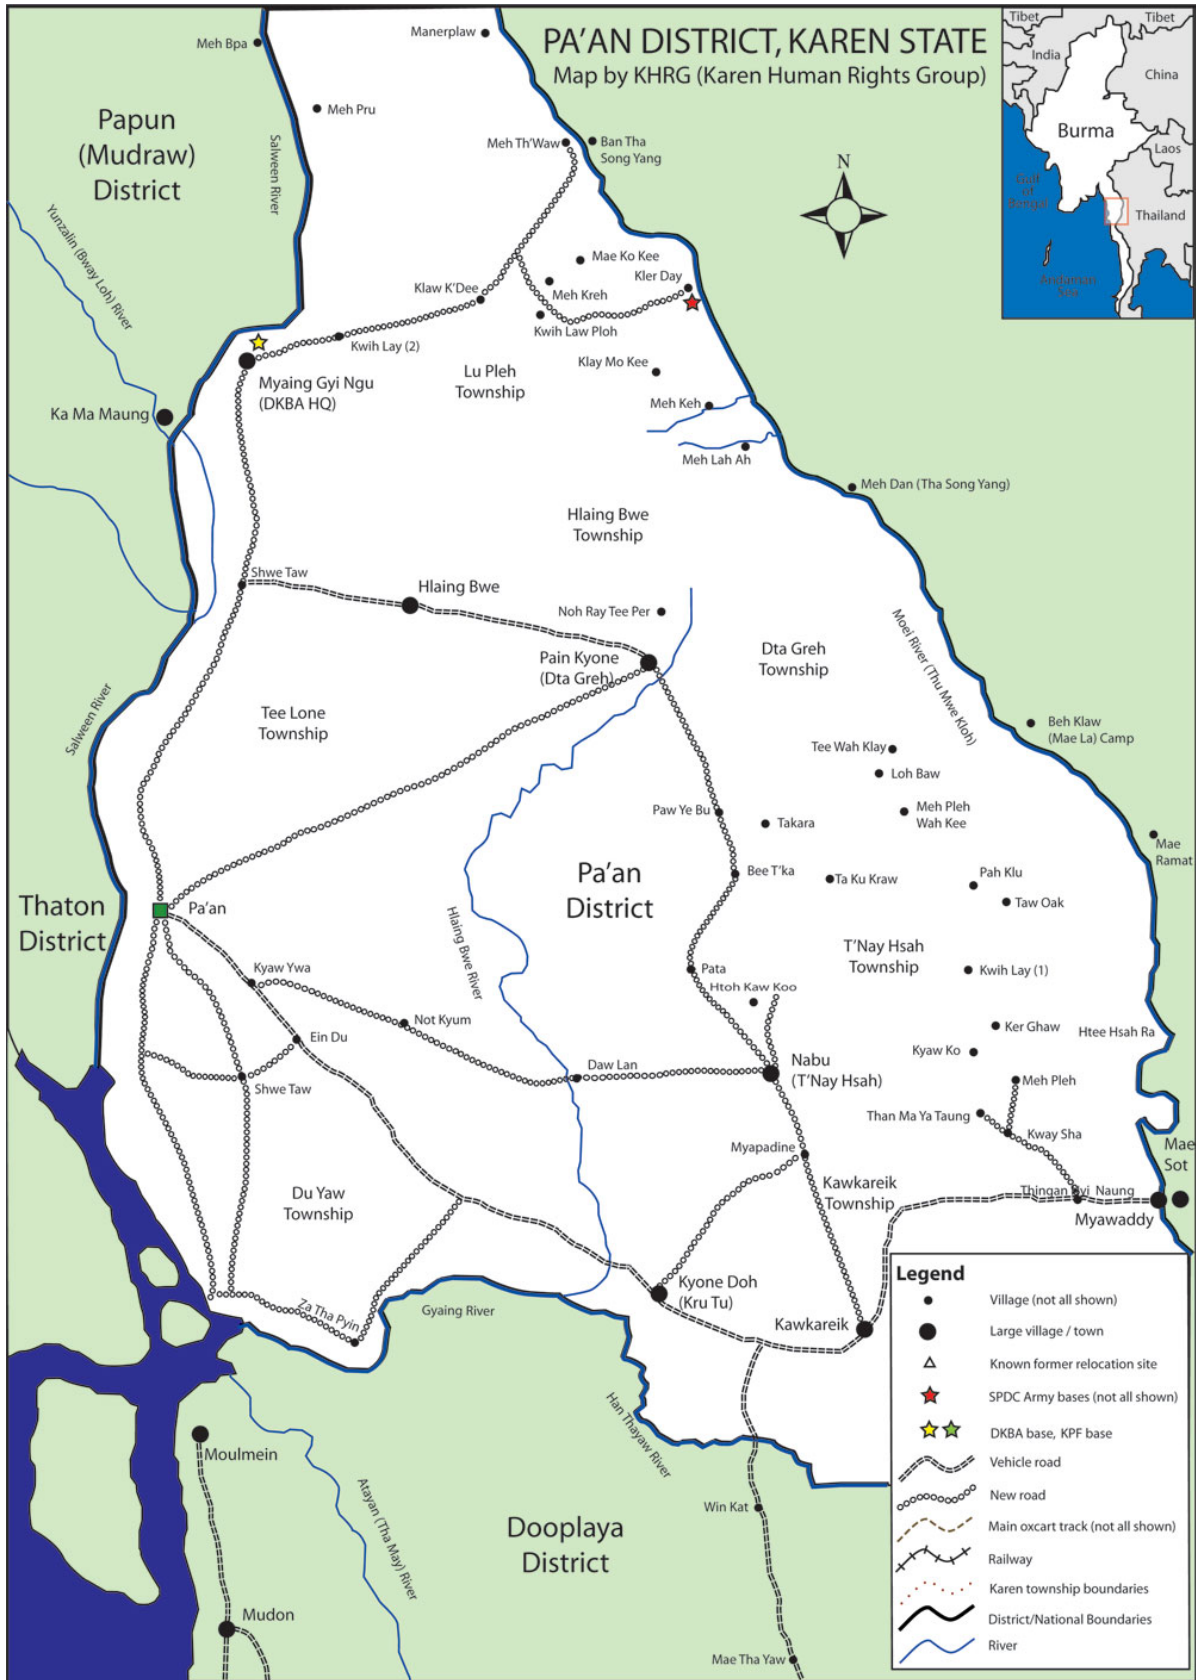 PA'AN DISTRICT, KAREN STATE
Map by KHRG (Karen Human Rights Group)
Tibet
Tibet
India
China
Burma
Laos
Gulf
of
Bengal
Thailand
Andaman
Sea
N
Meh Bpa
Manerplaw
Meh Pru
Papun
(Mudraw)
District
Salween River
Meh Th'Waw
Ban Tha
Song Yang
Yunzalin (Bway Loh) River
Mae Ko Kee
Kler Day
Klaw K'Dee
Meh Kreh
Kwih Law Ploh
Kwih Lay (2)
Klay Mo Kee
Lu Pleh
Township
Myaing Gyi Ngu
(DKBA HQ)
Ka Ma Maung
Meh Keh
Meh Lah Ah
Meh Dan (Tha Song Yang)
Hlaing Bwe
Township
Shwe Taw
Hlaing Bwe
Noh Ray Tee Per
Moei River (Thu Mwe Kloh)
Pain Kyone
(Dta Greh)
Dta Greh
Township
Salween River
Tee Lone
Township
Beh Klaw
(Mae La) Camp
Tee Wah Klay
Loh Baw
Paw Ye Bu
Takara
Meh Pleh
Wah Kee
Mae
Ramat
Pa'an
District
Bee T'ka
Ta Ku Kraw
Pah Klu
Taw Oak
Thaton
District
Pa'an
Hlaing Bwe River
T'Nay Hsah
Township
Kyaw Ywa
Pata
Kwih Lay (1)
Htoh Kaw Koo
Not Kyum
Ein Du
Ker Ghaw
Htee Hsah Ra
Kyaw Ko
Daw Lan
Nabu
(T'Nay Hsah)
Shwe Taw
Meh Pleh
Than Ma Ya Taung
Kway Sha
Myapadine
Mae
Sot
Du Yaw
Township
Kawkareik
Township
Thingan Gyi Naung
Myawaddy
Kyone Doh
(Kru Tu)
Za Tha Pyin
Gyaing River
Kawkareik
Han Thayaw River
Moulmein
Atayan (Tha May) River
Win Kat
Dooplaya
District
Mudon
Mae Tha Yaw
Legend
Village (not all shown)
Large village / town
Known former relocation site
SPDC Army bases (not all shown)
DKBA base, KPF base
Vehicle road
New road
Main oxcart track (not all shown)
Railway
Karen township boundaries
District/National Boundaries
River